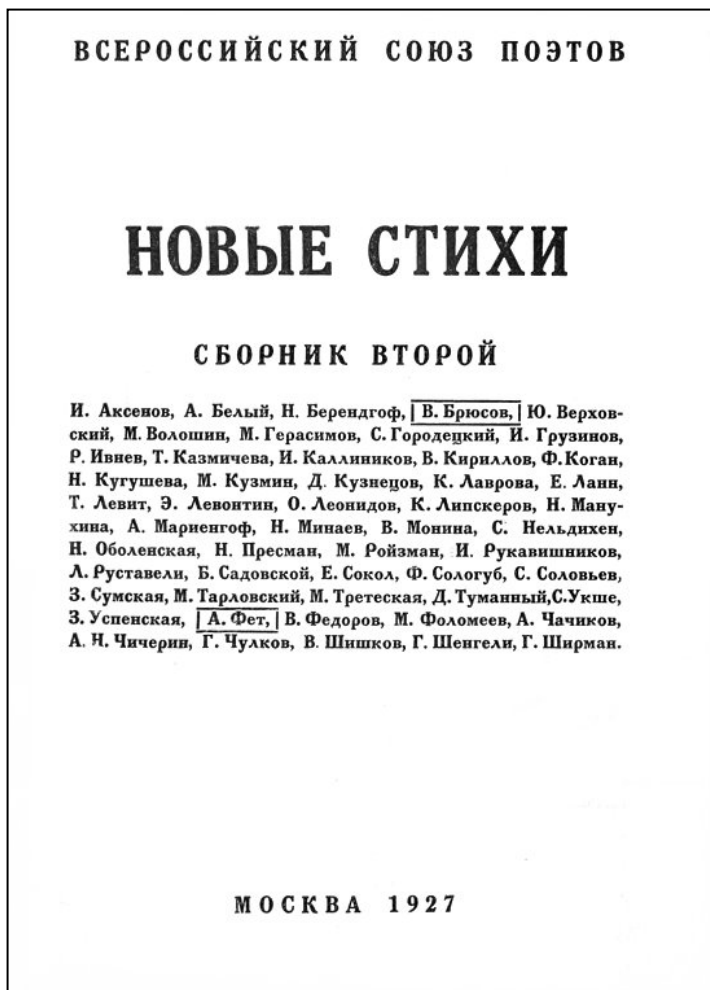 ВСЕРОССИЙСКИЙ СОЮЗ ПОЭТОВ
НОВЫЕ СТИХИ
СБОРНИК ВТОРОЙ
И. Аксенов, А. Белый, Н. Берендгоф, | В. Брюсов, | Ю. Верхов-
ский, М. Волошин, М. Герасимов, С. Городецкий, И. Грузинов,
Р. Ивнев, Т. Казмичева, И. Каллиников, В. Кириллов, Ф. Коган,
Н. Кугушева, М. Кузмин, Д. Кузнецов, К. Лаврова, Е. Ланн,
Т. Левит, Э. Левонтин, О. Леонидов, К. Липскеров, Н. Ману-
хина, А. Мариенгоф, Н. Минаев, В. Монина, С. Нельдихен,
Н. Оболенская, Н. Пресман, М. Ройзман, И. Рукавишников,
Л. Руставели, Б. Садовской, Е. Сокол, Ф. Сологуб, С. Соловьев,
З. Сумская, М. Тарловский, М. Третеская, Д. Туманный, С. Укше,
З. Успенская, | А. Фет, | В. Федоров, М. Фоломеев, А. Чачиков,
А. Н. Чичерин, Г. Чулков, В. Шишков, Г. Шенгели, Г. Ширман.
МОСКВА 1927